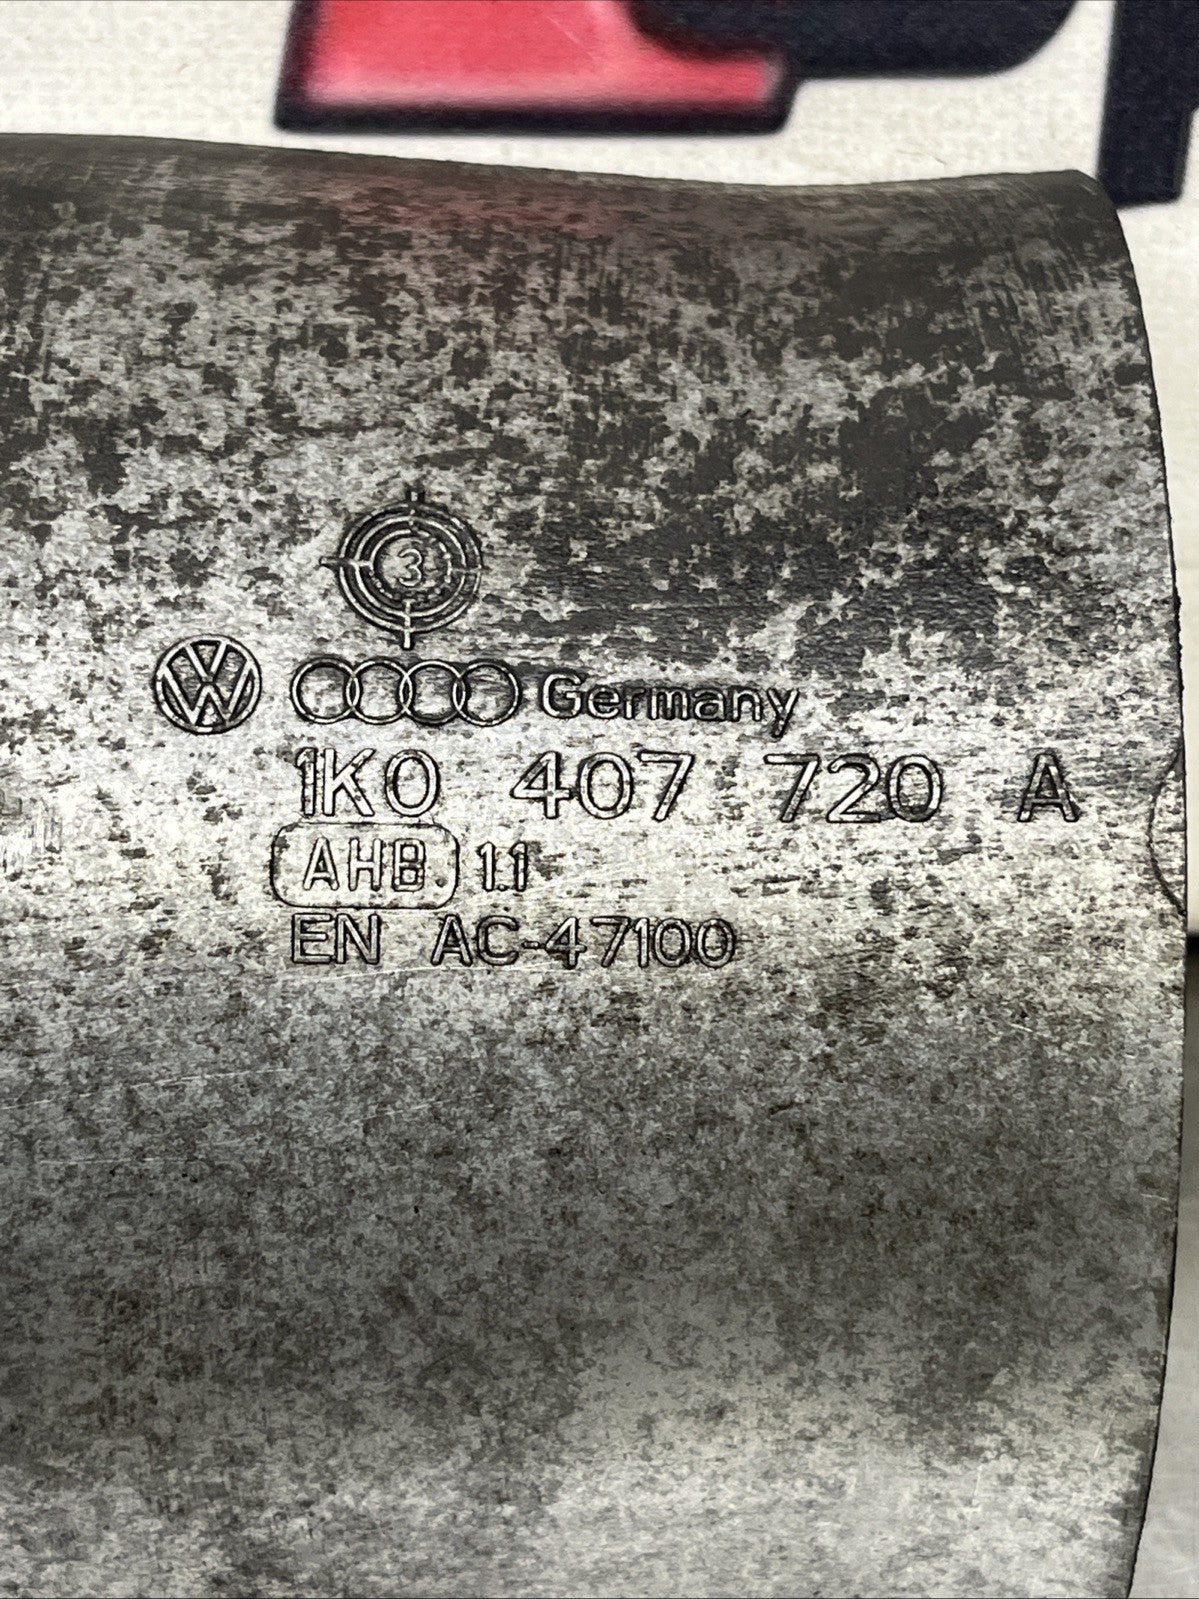 3
Germany
1K0 407 720 A
AHB 1.1
EN AC-47100